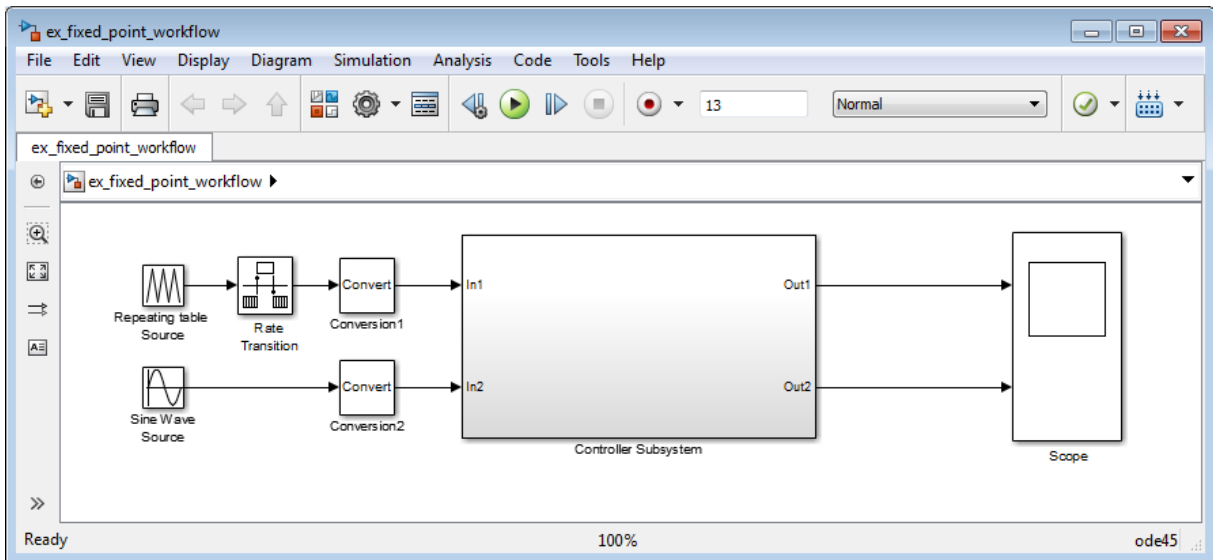 ex_fixed_point_workflow
File Edit View Display Diagram Simulation Analysis Code Tools Help
13 Normal
ex_fixed_point_workflow
ex_fixed_point_workflow
Repeating table
Source
Rate
Transition
Convert
Conversion1
In1
Out1
Sine Wave
Source
Convert
Conversion2
In2
Out2
Controller Subsystem
Scope
Ready 100% ode45